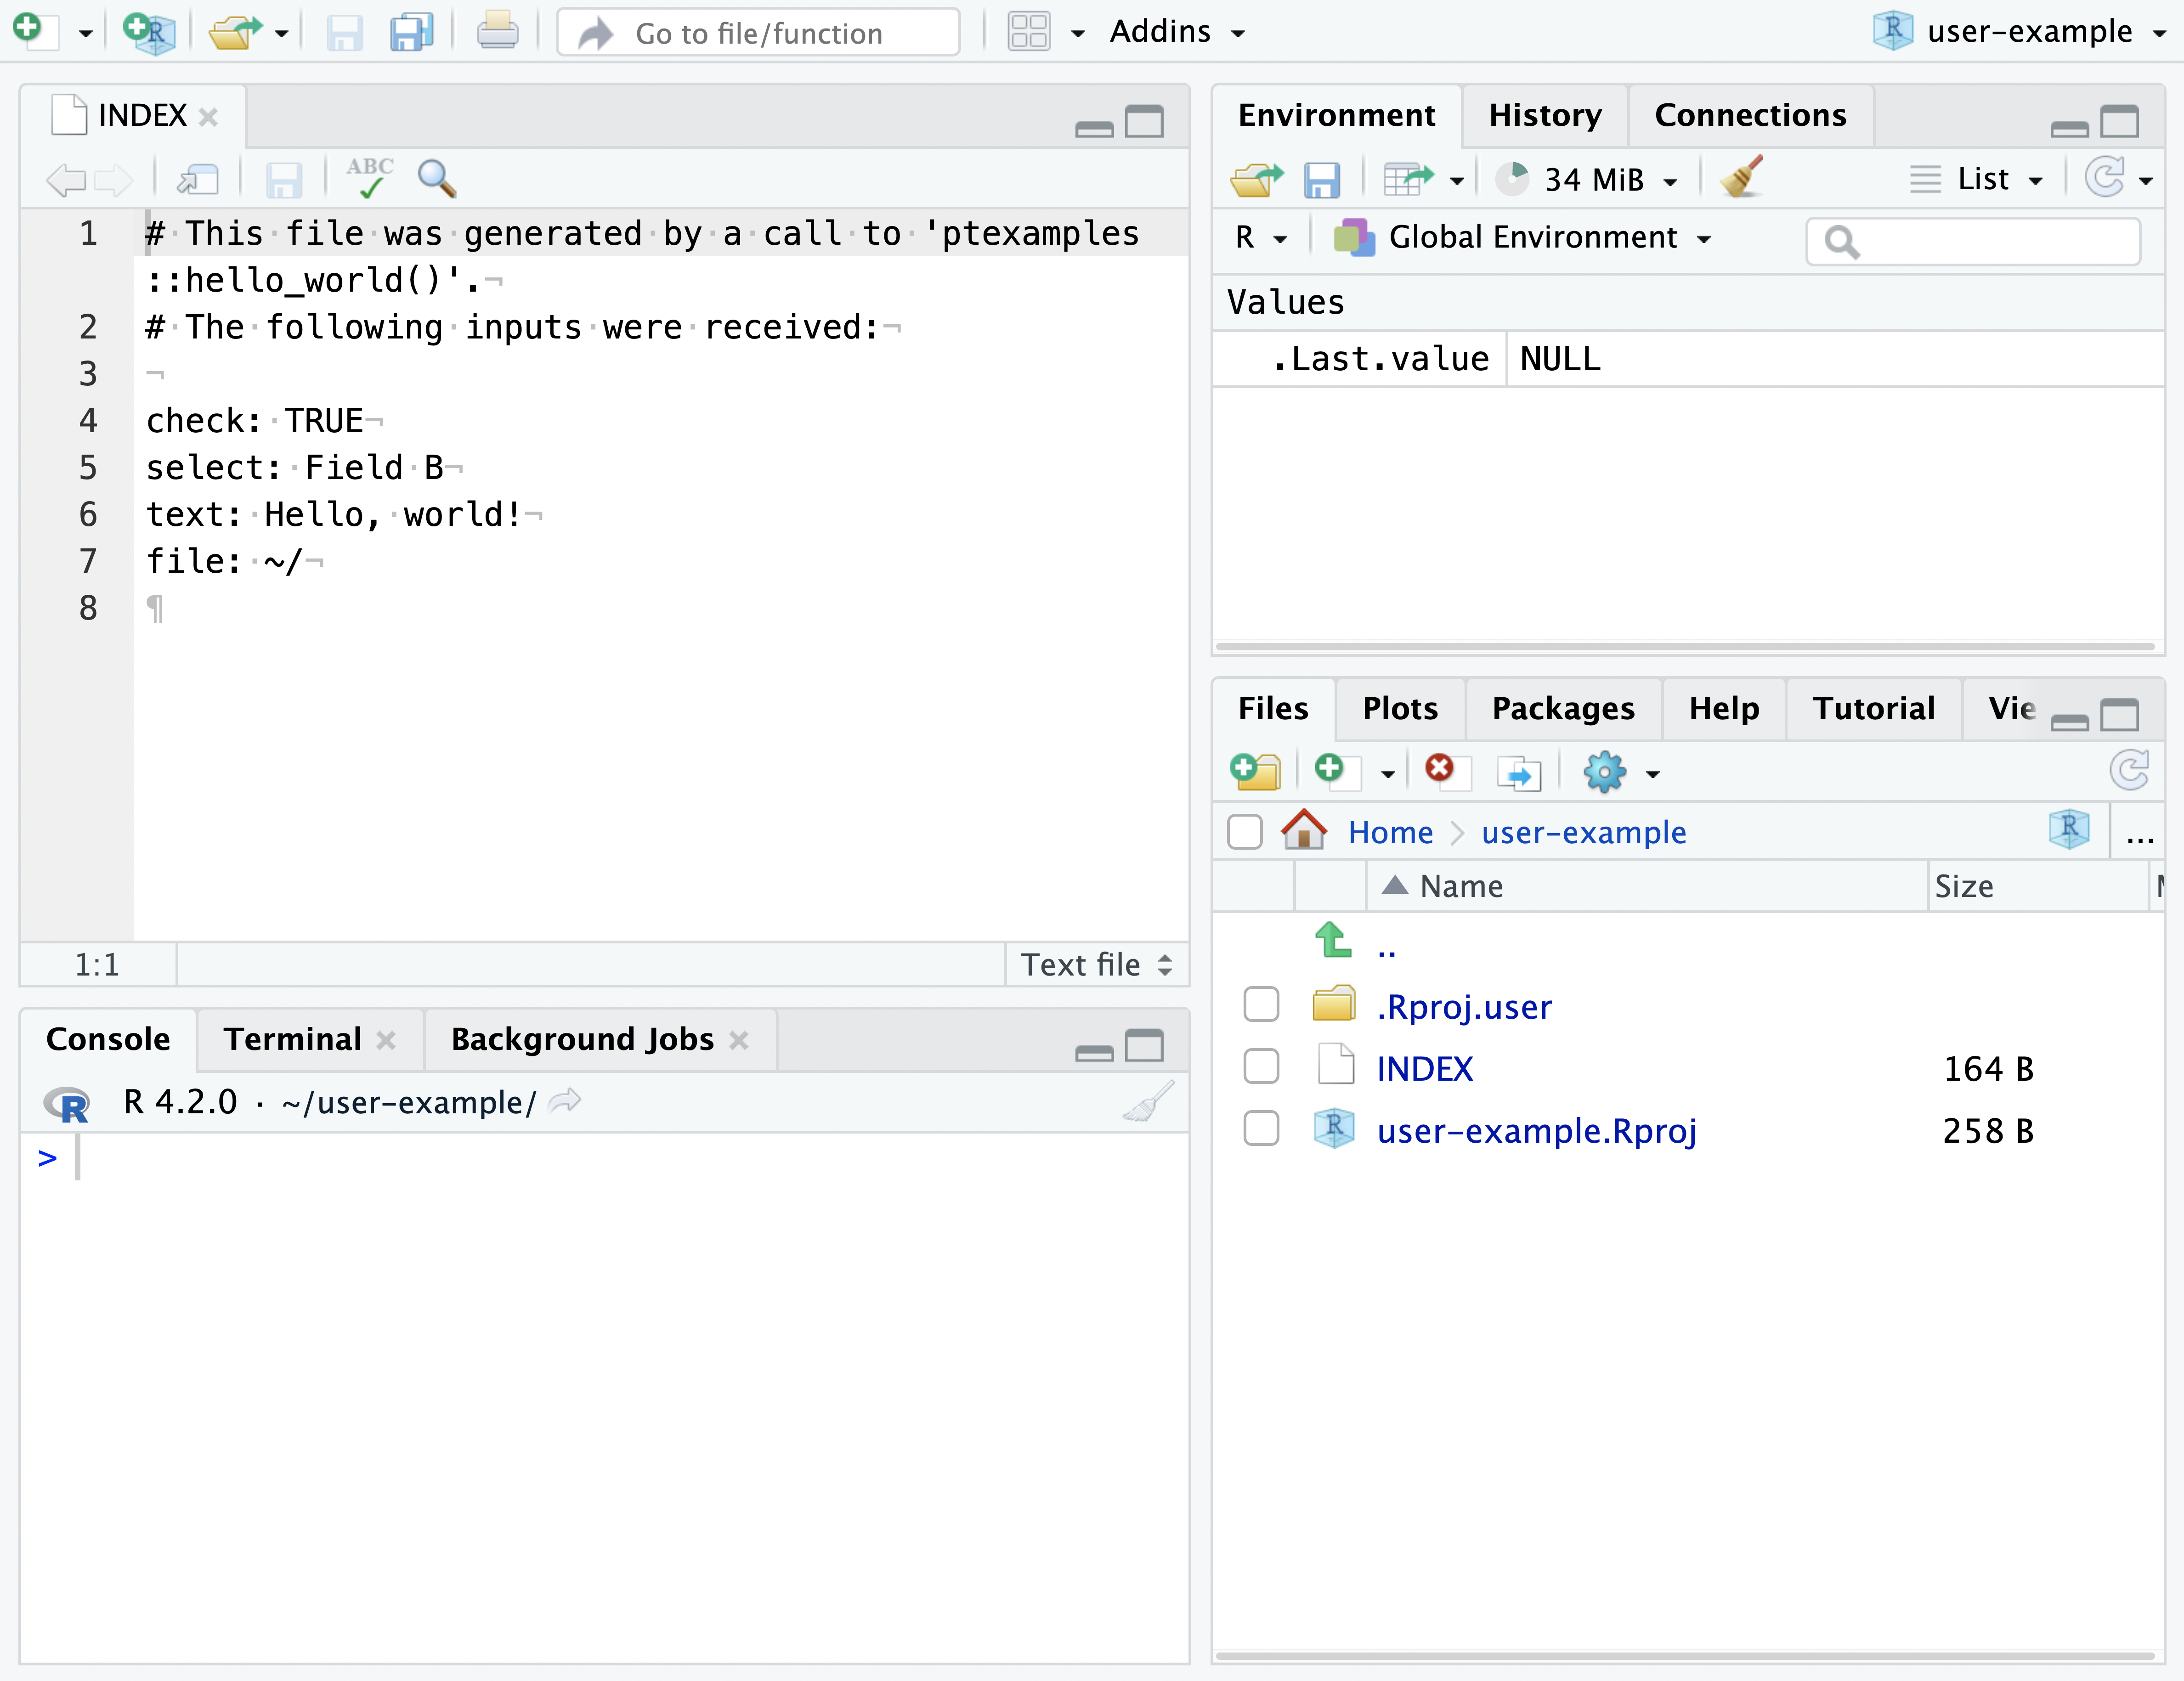 Go to file/function
Addins
user-example
INDEX
ABC
1 # This file was generated by a call to 'ptexamples
::hello_world()'.¬
2 # The following inputs were received:¬
3 ¬
4 check: TRUE¬
5 select: Field B¬
6 text: Hello, world!¬
7 file: ~/¬
8 ¶
1:1
Text file
Console
Terminal
Background Jobs
R 4.2.0 · ~/user-example/
>
Environment
History
Connections
34 MiB
List
R
Global Environment
Values
.Last.value NULL
Files
Plots
Packages
Help
Tutorial
Vie
Home
user-example
...
Name
Size
..
.Rproj.user
INDEX 164 B
user-example.Rproj 258 B